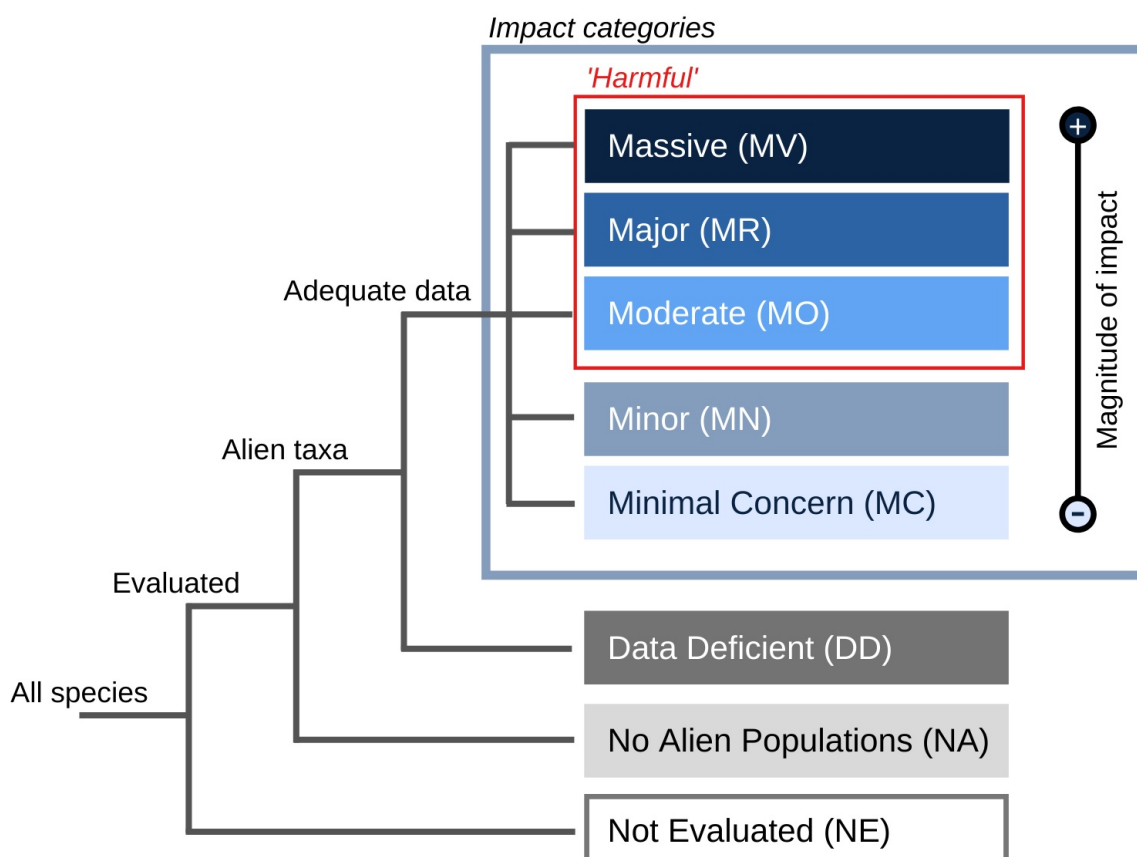 Impact categories
'Harmful'
Massive (MV)
+
Major (MR)
Adequate data
Moderate (MO)
Magnitude of impact
Minor (MN)
Alien taxa
Minimal Concern (MC)
-
Evaluated
Data Deficient (DD)
All species
No Alien Populations (NA)
Not Evaluated (NE)